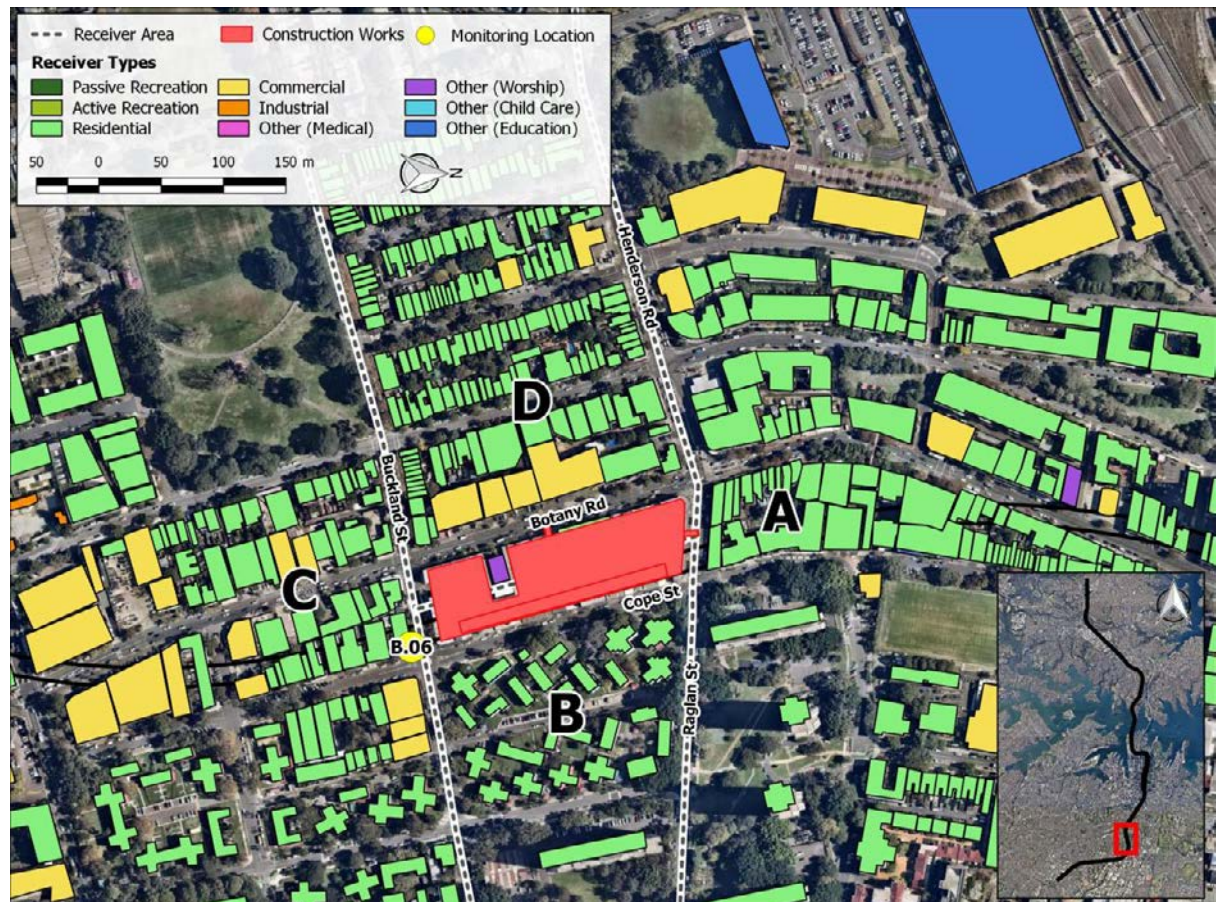 Receiver Area
Construction Works
Monitoring Location
Receiver Types
Passive Recreation
Commercial
Other (Worship)
Active Recreation
Industrial
Other (Child Care)
Residential
Other (Medical)
Other (Education)
50 0 50 100 150 m
N
Henderson Rd
D
Buckland St
Botany Rd
A
C
Cope St
B.06
B
Raglan St